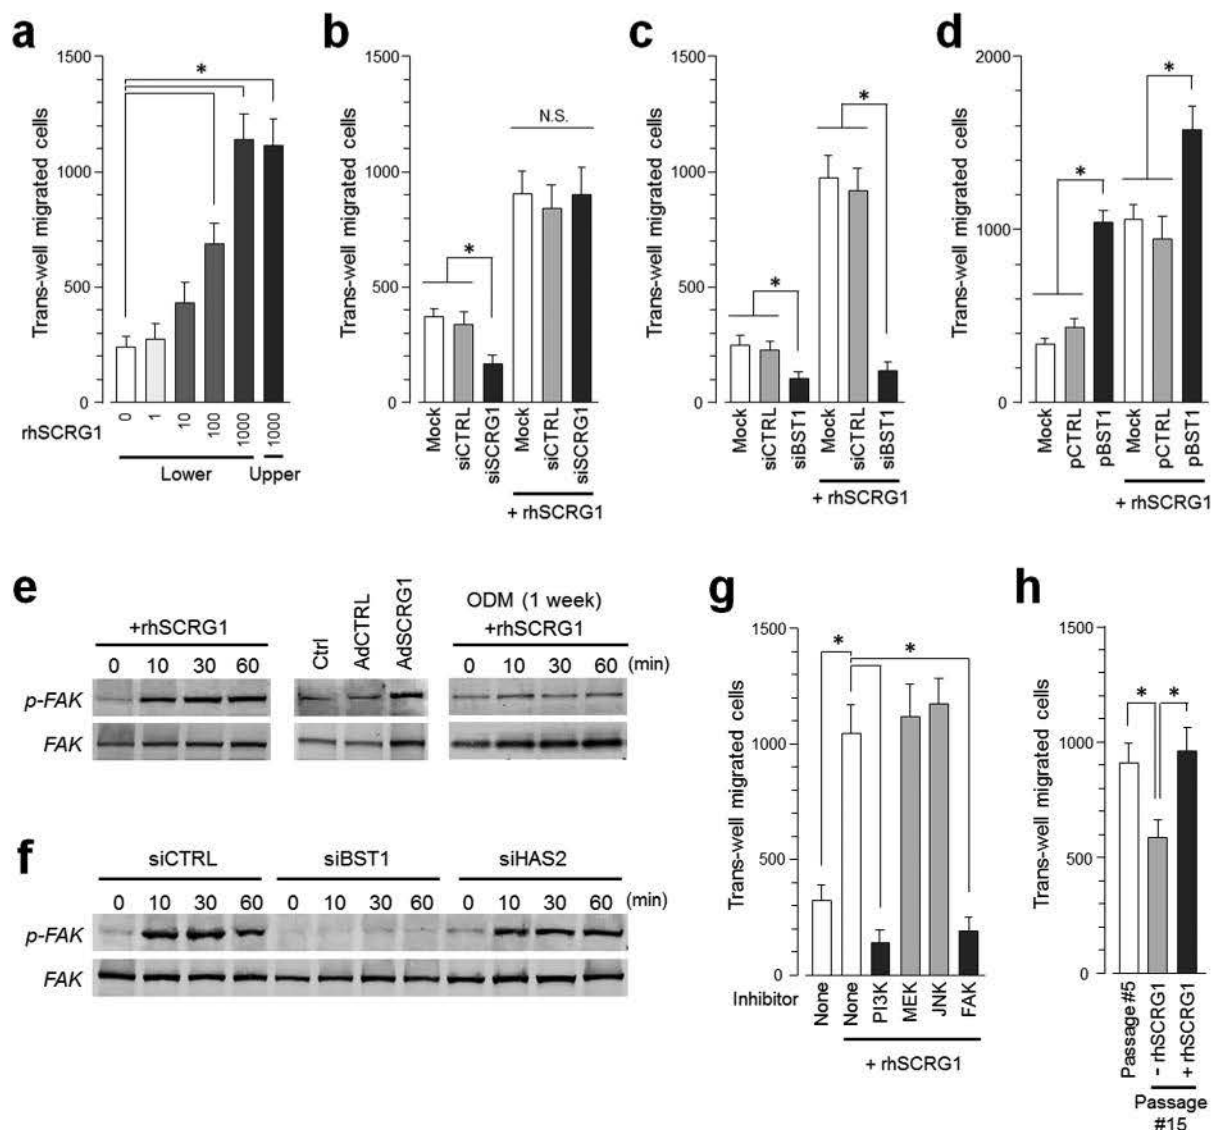 a
Trans-well migrated cells
1500
1000
500
0
*
rhSCRG1
0
1
10
100
1000
1000
Lower
Upper
b
Trans-well migrated cells
1500
1000
500
0
*
N.S.
Mock
siCTRL
siSCRG1
Mock
siCTRL
siSCRG1
+ rhSCRG1
c
Trans-well migrated cells
1500
1000
500
0
*
*
Mock
siCTRL
siBST1
Mock
siCTRL
siBST1
+ rhSCRG1
d
Trans-well migrated cells
2000
1500
1000
500
0
*
*
Mock
pCTRL
pBST1
Mock
pCTRL
pBST1
+ rhSCRG1
e
+rhSCRG1
0 10 30 60
Ctrl
AdCTRL
AdSCRG1
ODM (1 week)
+rhSCRG1
0 10 30 60 (min)
p-FAK
FAK
f
siCTRL siBST1 siHAS2
0 10 30 60 0 10 30 60 0 10 30 60 (min)
p-FAK
FAK
g
Trans-well migrated cells
1500
1000
500
0
*
*
Inhibitor
None
None
PI3K
MEK
JNK
FAK
+ rhSCRG1
h
Trans-well migrated cells
1500
1000
500
0
*
*
Passage #5
- rhSCRG1
+ rhSCRG1
Passage
#15